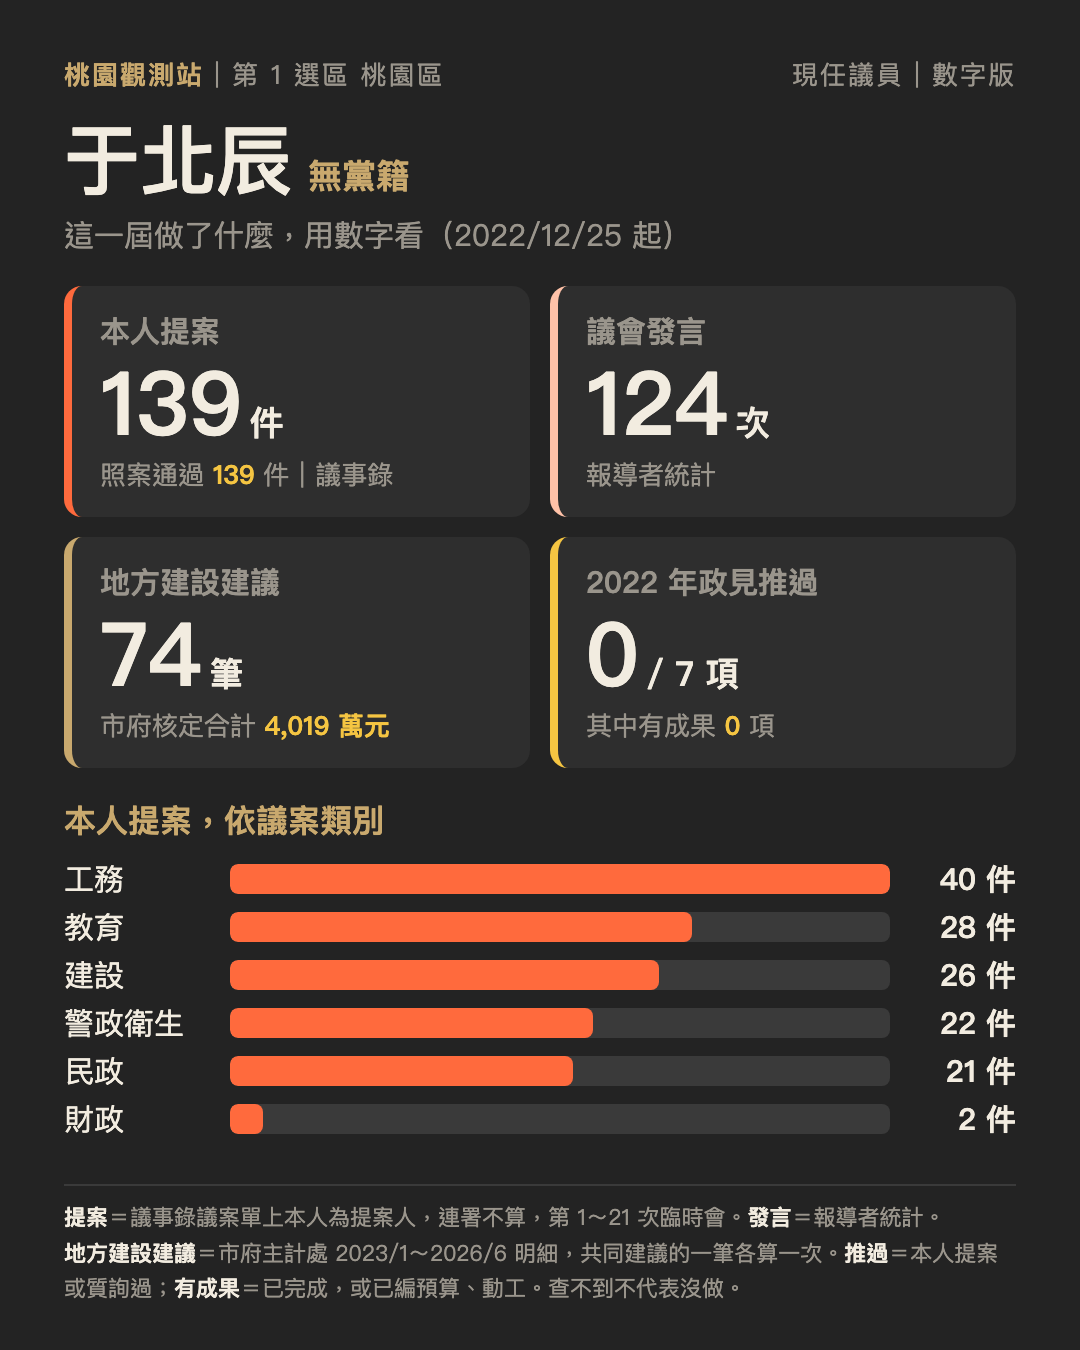 桃園觀測站｜第 1 選區 桃園區
現任議員｜數字版
于北辰 無黨籍
這一屆做了什麼，用數字看（2022/12/25 起）
本人提案
139 件
照案通過 139 件｜議事錄
議會發言
124 次
報導者統計
地方建設建議
74 筆
市府核定合計 4,019 萬元
2022 年政見推過
0 / 7 項
其中有成果 0 項
本人提案，依議案類別
工務 40 件
教育 28 件
建設 26 件
警政衛生 22 件
民政 21 件
財政 2 件
提案＝議事錄議案單上本人為提案人，連署不算，第 1～21 次臨時會。發言＝報導者統計。
地方建設建議＝市府主計處 2023/1～2026/6 明細，共同建議的一筆各算一次。推過＝本人提案
或質詢過；有成果＝已完成，或已編預算、動工。查不到不代表沒做。